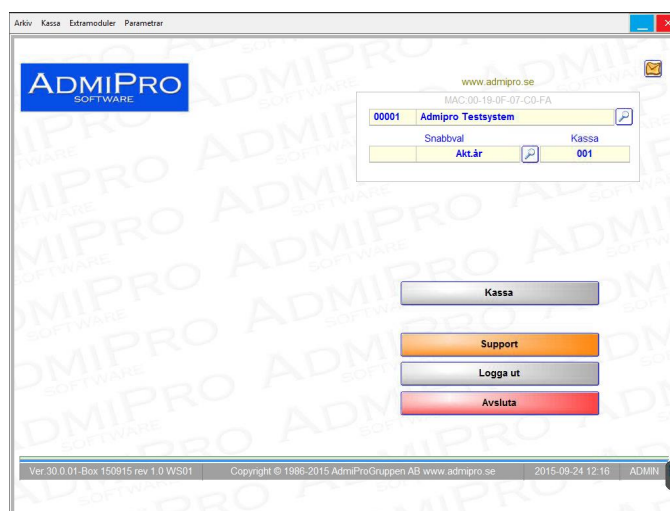 Arkiv Kassa Extramoduler Parametrar
ADMIPRO
SOFTWARE
www.admipro.se
MAC:00-19-0F-07-C0-FA
00001 Admipro Testsystem
Snabbval Kassa
Akt.år 001
Kassa
Support
Logga ut
Avsluta
Ver.30.0.01-Box 150915 rev 1.0 WS01 Copyright © 1986-2015 AdmiProGruppen AB www.admipro.se 2015-09-24 12:16 ADMIN